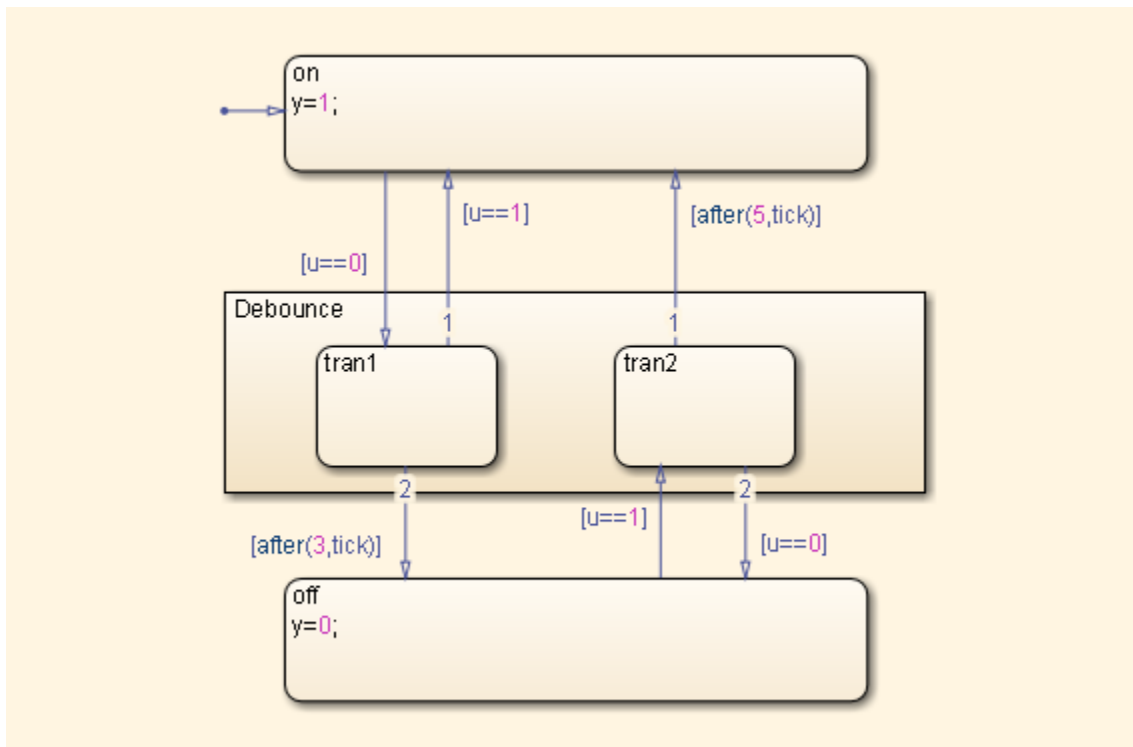 on
y=1;
[u==1]
[after(5,tick)]
[u==0]
Debounce
1
1
tran1
tran2
2
2
[u==1]
[after(3,tick)]
[u==0]
off
y=0;